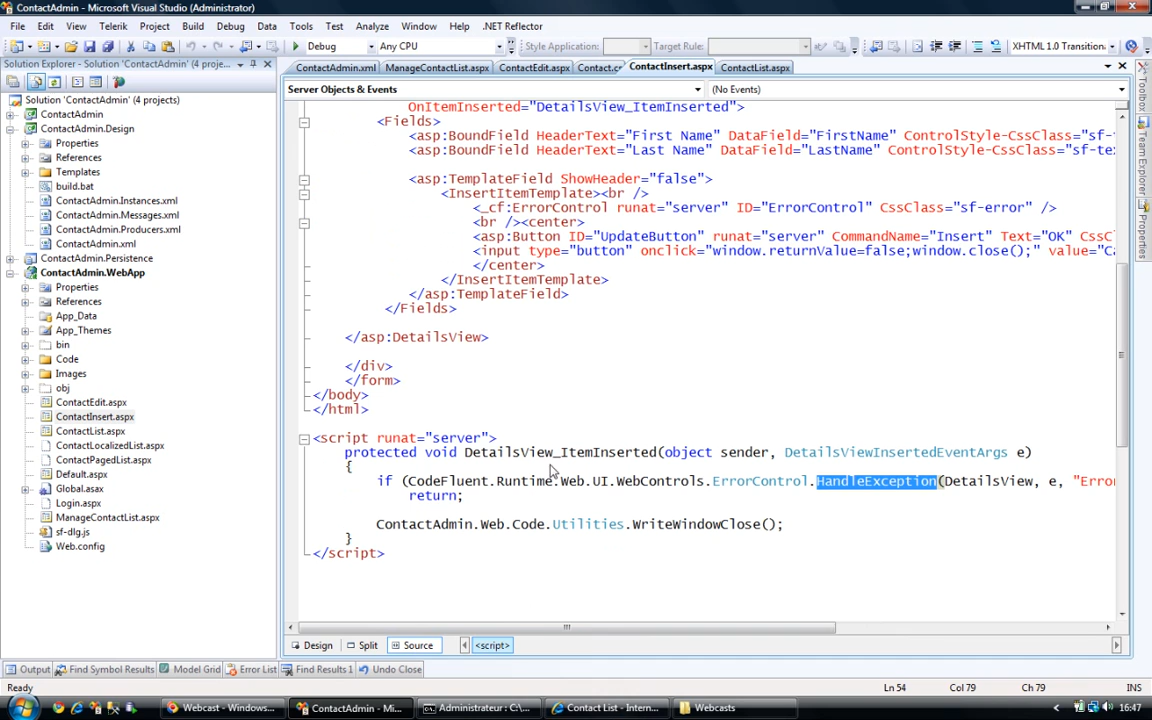 ContactAdmin - Microsoft Visual Studio (Administrator)
File Edit View Telerik Project Build Debug Data Tools Test Analyze Window Help .NET Reflector
Debug Any CPU Style Application: Target Rule: XHTML 1.0 Transition
Solution Explorer - Solution 'ContactAdmin' (4 proje...
ContactAdmin.xml ManageContactList.aspx ContactEdit.aspx Contact.cs ContactInsert.aspx ContactList.aspx
Server Objects & Events (No Events)
Solution 'ContactAdmin' (4 projects)
ContactAdmin
ContactAdmin.Design
Properties
References
Templates
build.bat
ContactAdmin.Instances.xml
ContactAdmin.Messages.xml
ContactAdmin.Producers.xml
ContactAdmin.xml
ContactAdmin.Persistence
ContactAdmin.WebApp
Properties
References
App_Data
App_Themes
bin
Code
Images
obj
ContactEdit.aspx
ContactInsert.aspx
ContactList.aspx
ContactLocalizedList.aspx
ContactPagedList.aspx
Default.aspx
Global.asax
Login.aspx
ManageContactList.aspx
sf-dlg.js
Web.config
OnItemInserted="DetailsView_ItemInserted">
<Fields>
<asp:BoundField HeaderText="First Name" DataField="FirstName" ControlStyle-CssClass="sf-te
<asp:BoundField HeaderText="Last Name" DataField="LastName" ControlStyle-CssClass="sf-tex
<asp:TemplateField ShowHeader="false">
<InsertItemTemplate><br />
<_cf:ErrorControl runat="server" ID="ErrorControl" CssClass="sf-error" />
<br /><center>
<asp:Button ID="UpdateButton" runat="server" CommandName="Insert" Text="OK" CssC
<input type="button" onclick="window.returnValue=false;window.close();" value="Ca
</center>
</InsertItemTemplate>
</asp:TemplateField>
</Fields>
</asp:DetailsView>
</div>
</form>
</body>
</html>
<script runat="server">
protected void DetailsView_ItemInserted(object sender, DetailsViewInsertedEventArgs e)
{
if (CodeFluent.Runtime.Web.UI.WebControls.ErrorControl.HandleException(DetailsView, e, "Error
return;
ContactAdmin.Web.Code.Utilities.WriteWindowClose();
}
</script>
Toolbox
Team Explorer
Properties
Design Split Source <script>
Output Find Symbol Results Model Grid Error List Find Results 1 Undo Close
Ready Ln 54 Col 79 Ch 79 INS
Webcast - Windows... ContactAdmin - Mi... Administrateur : C:\... Contact List - Intern... Webcasts 16:47